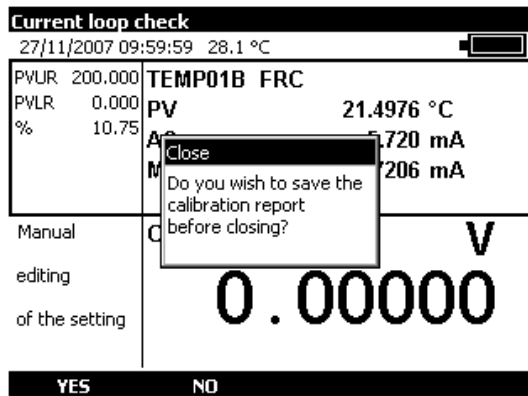 Current loop check
27/11/2007 09:59:59 28.1 °C
PVUR 200.000
PVLR 0.000
% 10.75
TEMP01B FRC
PV 21.4976 °C
5.720 mA
7206 mA
Close
Do you wish to save the
calibration report
before closing?
Manual
editing
of the setting
V
0.00000
YES NO